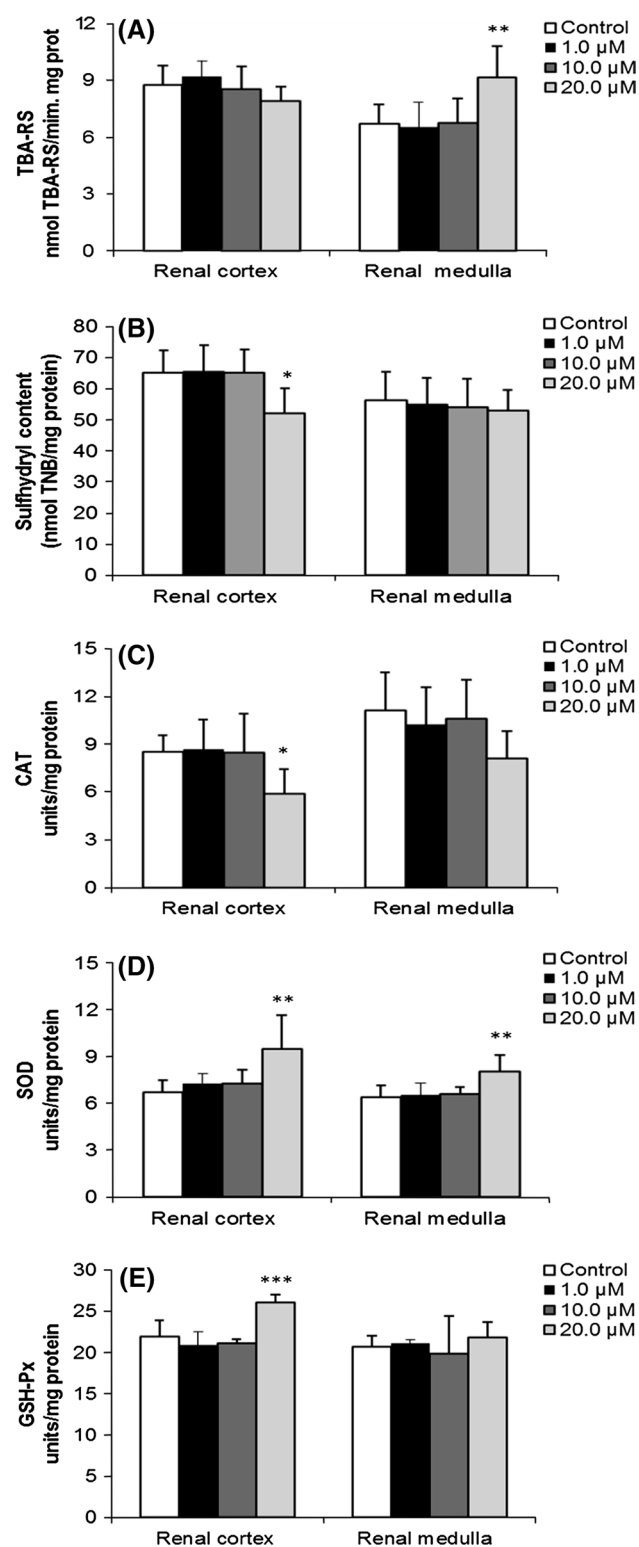 (A)
Control
1.0 µM
10.0 µM
20.0 µM
TBA-RS
nmol TBA-RS/mim. mg prot
12
9
6
3
0
**
Renal cortex
Renal medulla
(B)
Control
1.0 µM
10.0 µM
20.0 µM
Sulfhydryl content
(nmol TNB/mg protein)
80
70
60
50
40
30
20
10
0
*
Renal cortex
Renal medulla
(C)
Control
1.0 µM
10.0 µM
20.0 µM
CAT
units/mg protein
15
12
9
6
3
0
*
Renal cortex
Renal medulla
(D)
Control
1.0 µM
10.0 µM
20.0 µM
SOD
units/mg protein
15
12
9
6
3
0
**
**
Renal cortex
Renal medulla
(E)
Control
1.0 µM
10.0 µM
20.0 µM
GSH-Px
units/mg protein
30
25
20
15
10
5
0
***
Renal cortex
Renal medulla